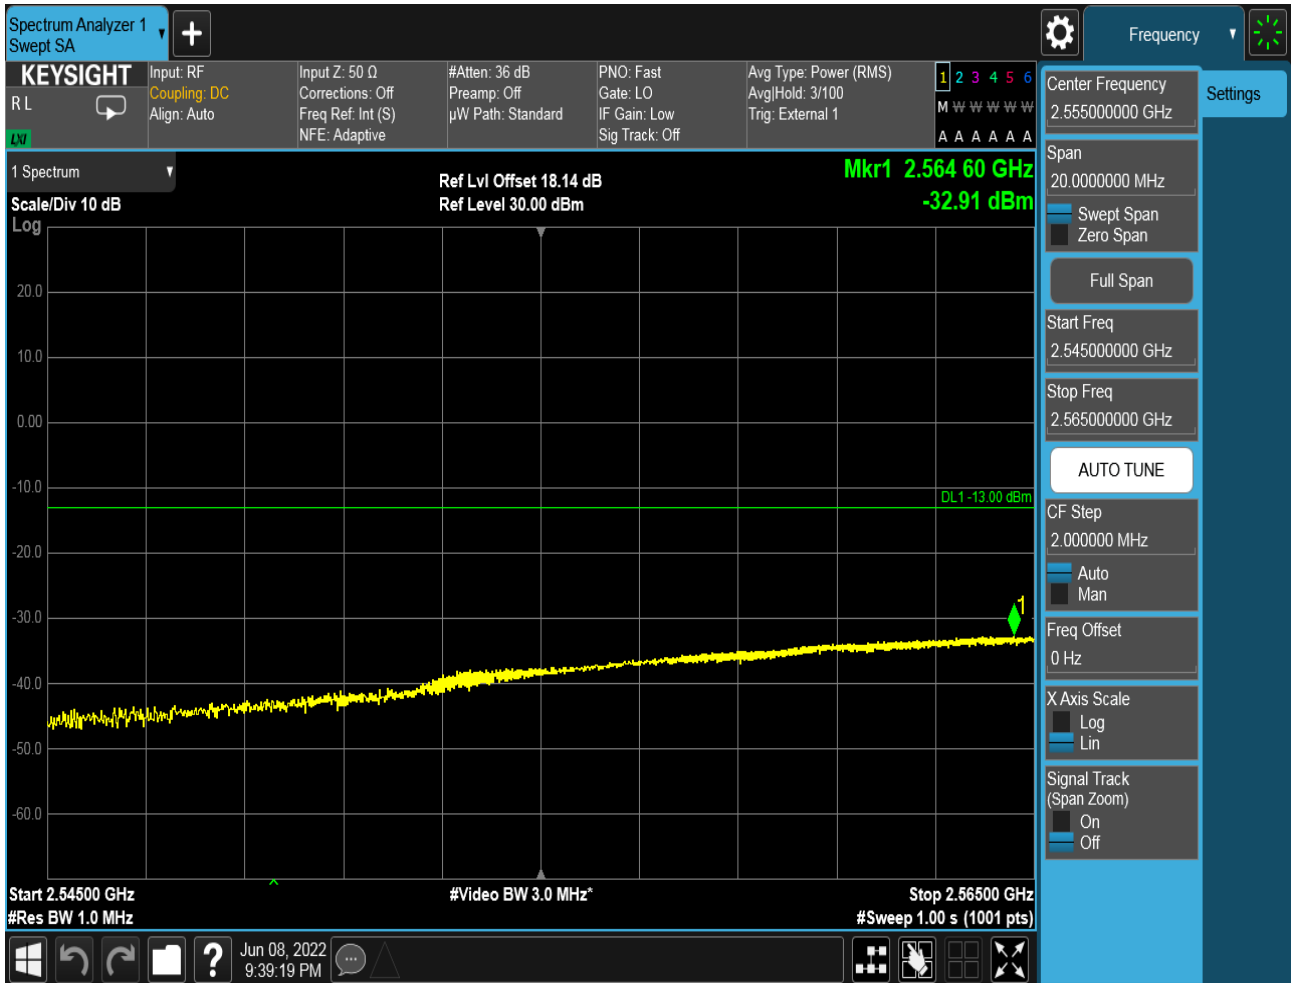 Spectrum Analyzer 1
Swept SA
Frequency
KEYSIGHT
R L
LXI
Input: RF
Coupling: DC
Align: Auto
Input Z: 50 Ω
Corrections: Off
Freq Ref: Int (S)
NFE: Adaptive
#Atten: 36 dB
Preamp: Off
µW Path: Standard
PNO: Fast
Gate: LO
IF Gain: Low
Sig Track: Off
Avg Type: Power (RMS)
Avg|Hold: 3/100
Trig: External 1
1 2 3 4 5 6
M W W W W W
A A A A A A
1 Spectrum
Scale/Div 10 dB
Log
Ref Lvl Offset 18.14 dB
Ref Level 30.00 dBm
Mkr1 2.564 60 GHz
-32.91 dBm
20.0
10.0
0.00
-10.0
-20.0
-30.0
-40.0
-50.0
-60.0
DL1 -13.00 dBm
1
Start 2.54500 GHz
#Res BW 1.0 MHz
#Video BW 3.0 MHz*
Stop 2.56500 GHz
#Sweep 1.00 s (1001 pts)
Jun 08, 2022
9:39:19 PM
?
Center Frequency
2.555000000 GHz
Settings
Span
20.0000000 MHz
Swept Span
Zero Span
Full Span
Start Freq
2.545000000 GHz
Stop Freq
2.565000000 GHz
AUTO TUNE
CF Step
2.000000 MHz
Auto
Man
Freq Offset
0 Hz
X Axis Scale
Log
Lin
Signal Track
(Span Zoom)
On
Off